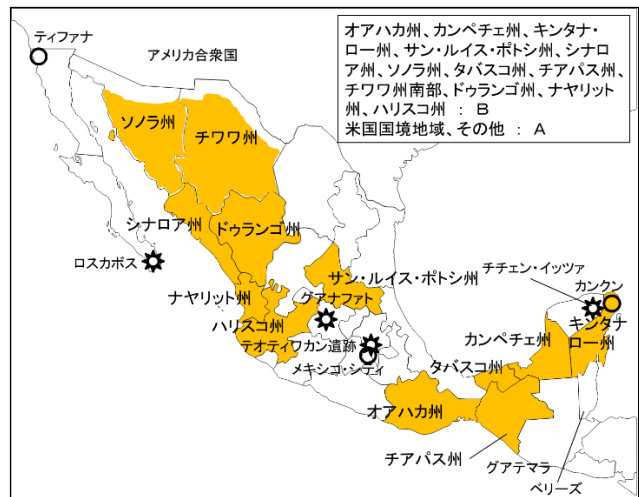 ティファナ
アメリカ合衆国
オアハカ州、カンペチェ州、キンタナ・
ロー州、サン・ルイス・ポトシ州、シナロ
ア州、ソノラ州、タバスコ州、チアパス州、
チワワ州南部、ドゥランゴ州、ナヤリット
州、ハリスコ州 : B
米国国境地域、その他 : A
ソノラ州
チワワ州
シナロア州
ドゥランゴ州
ロスカボス
サン・ルイス・ポトシ州
チチェン・イッツァ
カンクン
ナヤリット州
グアナファト
ハリスコ州
キンタナ
ロー州
カンペチェ州
テオティワカン遺跡
メキシコ・シティ
タバスコ州
オアハカ州
チアパス州
グアテマラ
ベリーズ